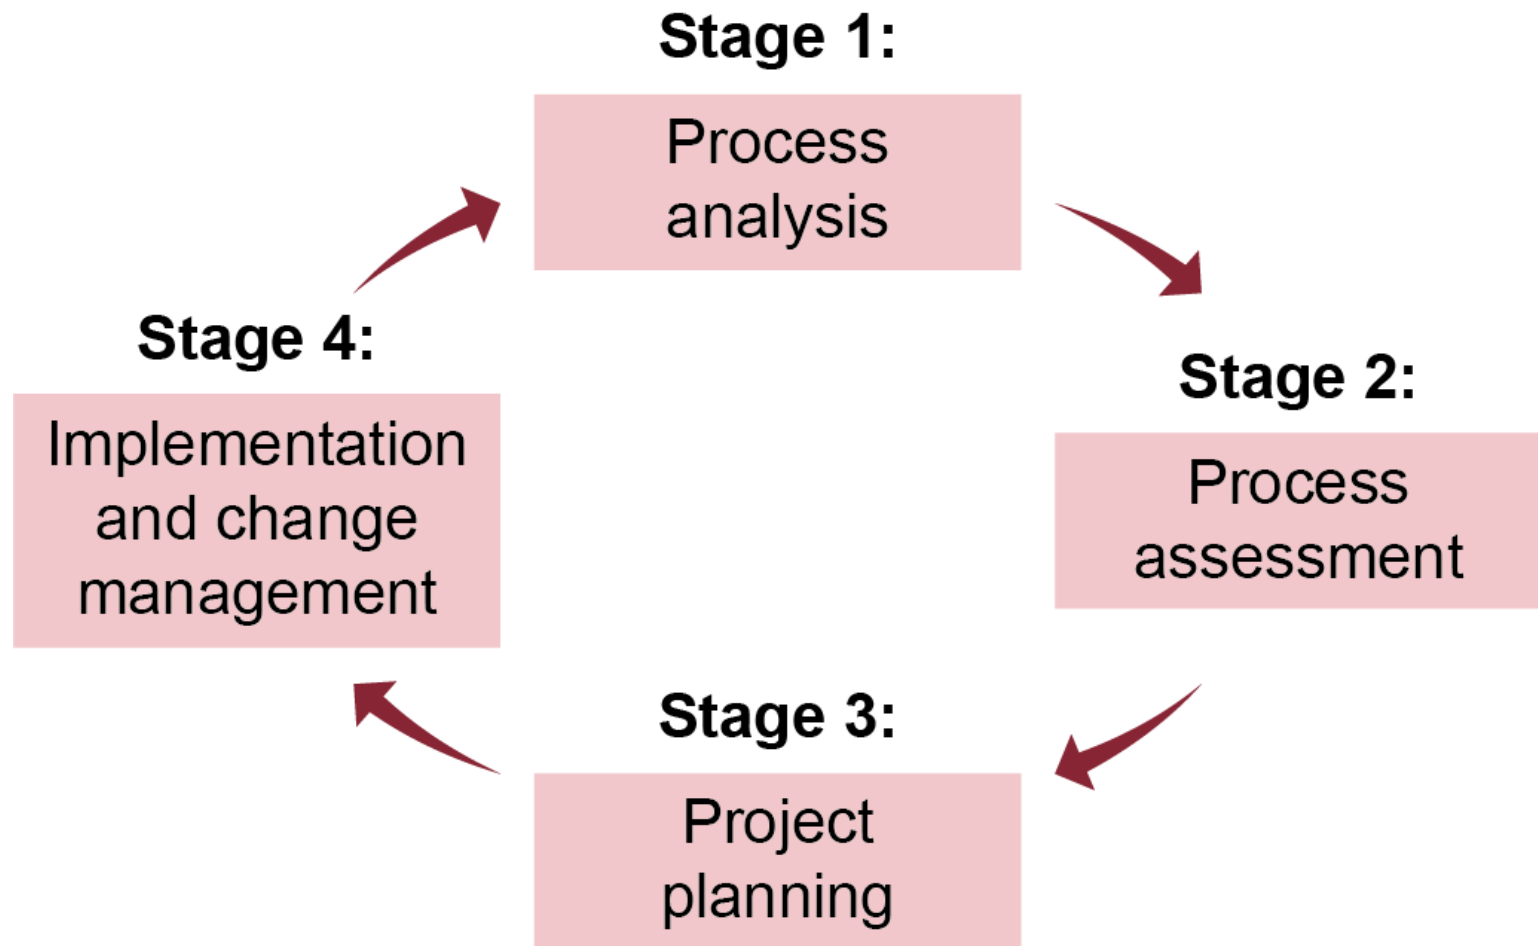 Stage 1:
Process
analysis
Stage 2:
Process
assessment
Stage 3:
Project
planning
Stage 4:
Implementation
and change
management